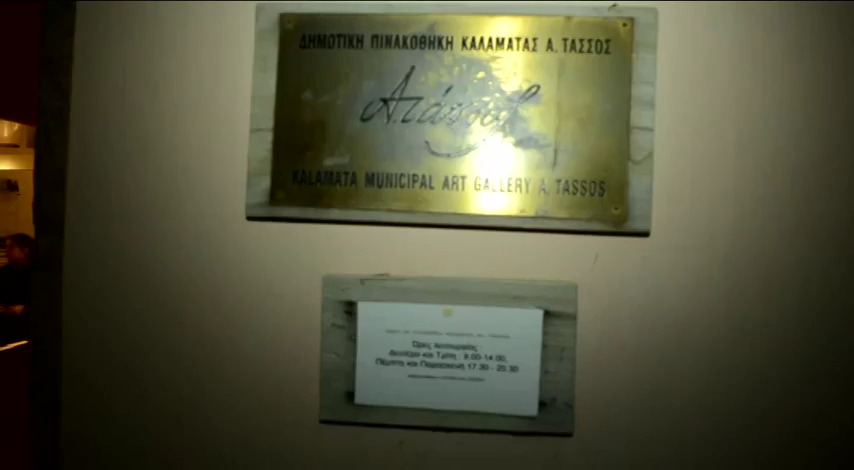 ΔΗΜΟΤΙΚΗ ΠΙΝΑΚΟΘΗΚΗ ΚΑΛΑΜΑΤΑΣ Α. ΤΑΣΣΟΣ
Α. τάσσος
KALAMATA MUNICIPAL ART GALLERY A. TASSOS
Ώρες λειτουργίας:
Δευτέρα και Τρίτη : 9.00-14.00,
Πέμπτη και Παρασκευή 17.30 - 20.30